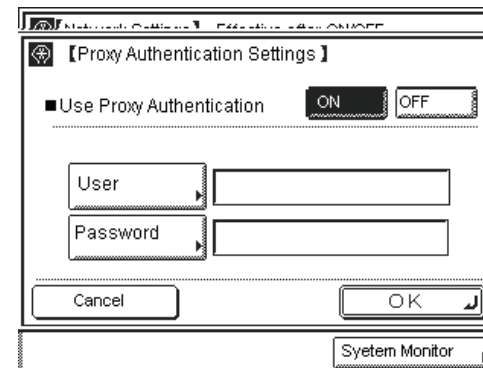 【Proxy Authentication Settings】
■Use Proxy Authentication ON OFF
User
Password
Cancel OK
Syetem Monitor